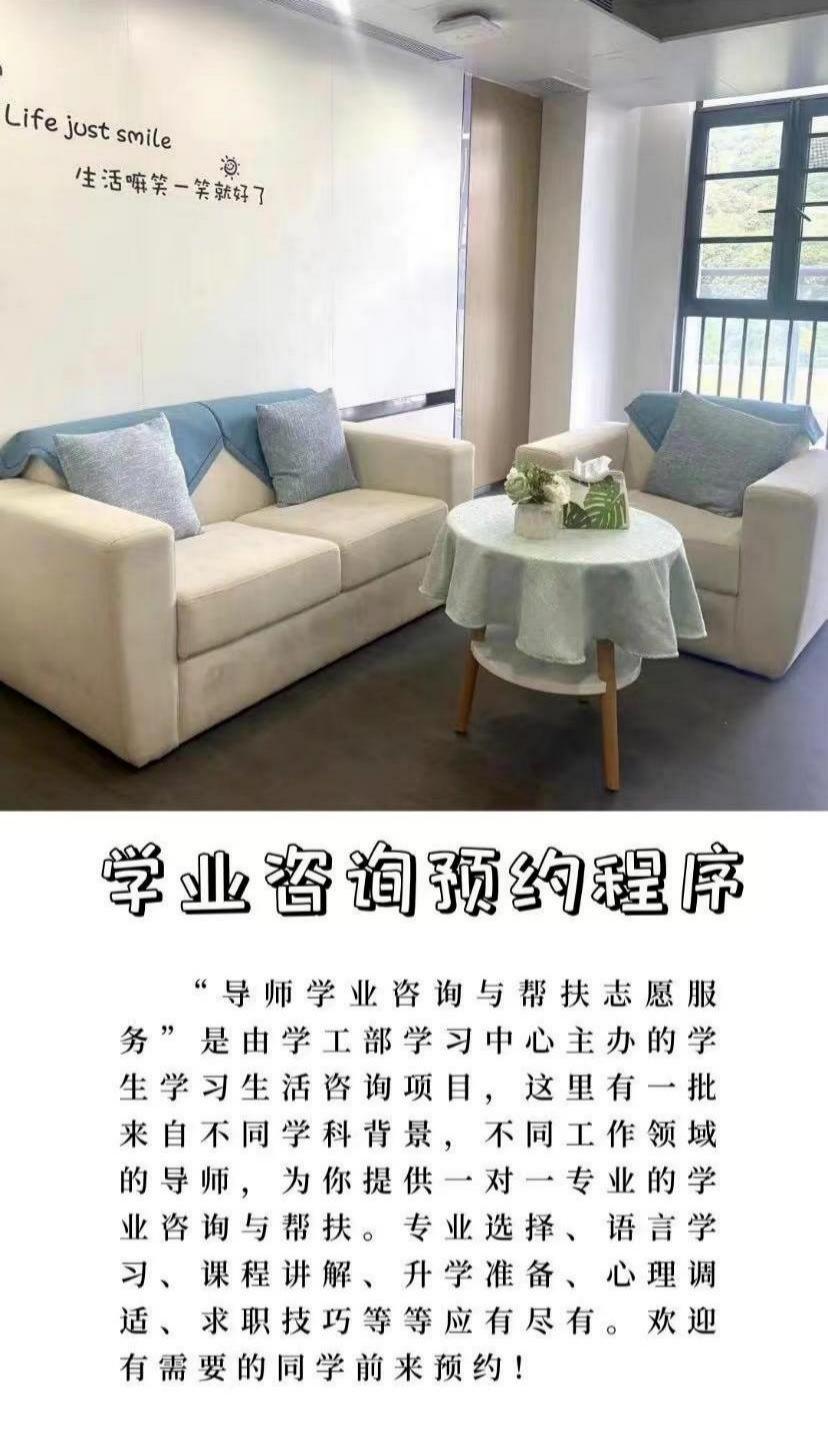 Life just smile
生活嘛笑一笑就好了
学业咨询预约程序
“导师学业咨询与帮扶志愿服
务”是由学工部学习中心主办的学
生学习生活咨询项目，这里有一批
来自不同学科背景，不同工作领域
的导师，为你提供一对一专业的学
业咨询与帮扶。专业选择、语言学
习、课程讲解、升学准备、心理调
适、求职技巧等等应有尽有。欢迎
有需要的同学前来预约！